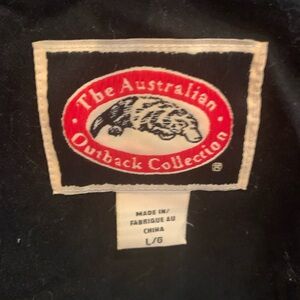 The Australian
Outback Collection
®
MADE IN/
FABRIQUE AU
CHINA
L/G